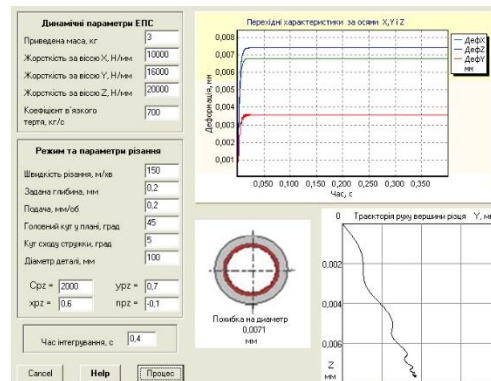 Динамічні параметри ЕПС
Приведена маса, кг 3
Жорсткість за віссю X, Н/мм 10000
Жорсткість за віссю Y, Н/мм 16000
Жорсткість за віссю Z, Н/мм 20000
Коефіцієнт в'язкого
тертя, кг/с 700
Режим та параметри різання
Швидкість різання, м/хв 150
Задана глибина, мм 0,2
Подача, мм/об 0,2
Головний кут у плані, град 45
Кут сходу стружки, град 5
Діаметр деталі, мм 100
Cpz = 2000 ypz = 0,7
xpz = 0,6 npz = -0,1
Час інтегрування, с 0,4
Cancel Help Процес
Перехідні характеристики за осями X,Y і Z
Деформація, мм
0,008
0,007
0,006
0,005
0,004
0,003
0,002
0,001
0,050 0,100 0,150 0,200 0,250 0,300 0,350
Час, с
ДефX
ДефZ
ДефY
мм
Похибка на діаметр
0,0071
мм
0 Траєкторія руху вершини різця Y, м
0,002
0,004
0,006
Z
мм